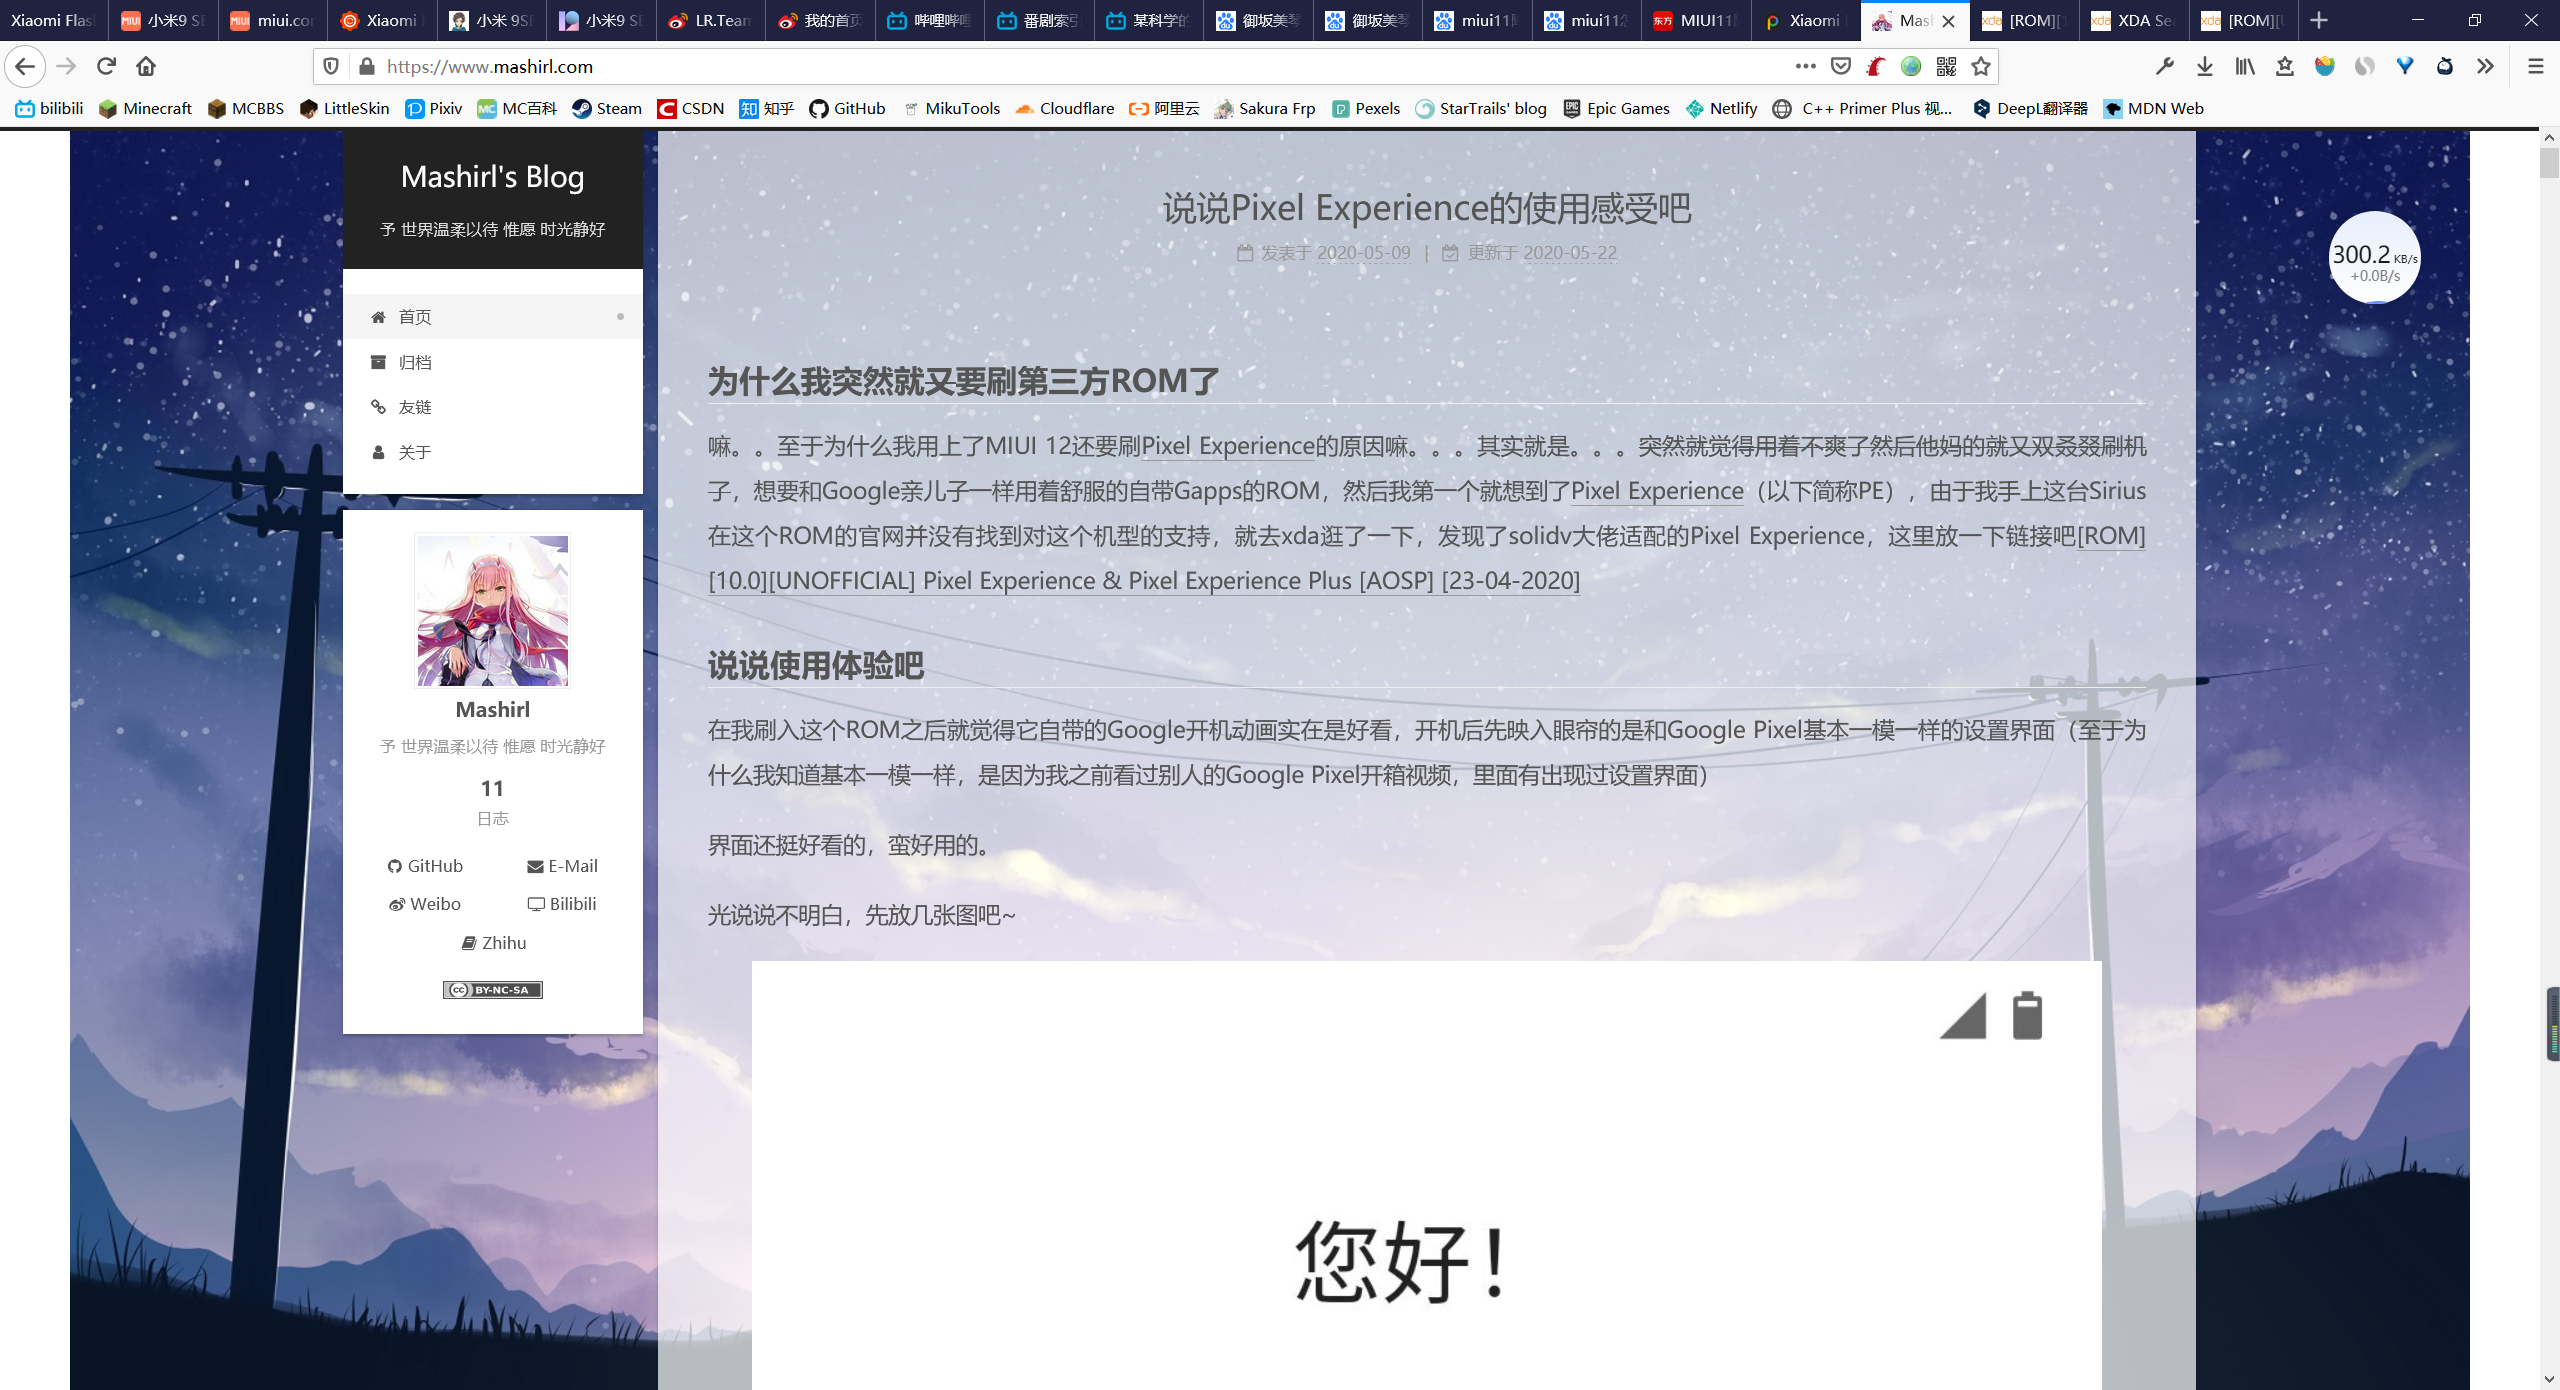 Xiaomi Flas
小米9 SE
miui.co
Xiaomi
小米 9SE
小米9 SE
LR.Team
我的首页
哔哩哔哩
番剧索引
某科学的
御坂美琴
御坂美琴
miui11降
miui11怎
MIUI11
Xiaomi
Mas
[ROM][1
XDA Se
[ROM][U
https://www.mashirl.com
bilibili Minecraft MCBBS LittleSkin Pixiv MC百科 Steam CSDN 知乎 GitHub MikuTools Cloudflare 阿里云 Sakura Frp Pexels StarTrails' blog Epic Games Netlify C++ Primer Plus 视... DeepL翻译器 MDN Web
Mashirl's Blog
予 世界温柔以待 惟愿 时光静好
首页
归档
友链
关于
Mashirl
予 世界温柔以待 惟愿 时光静好
11
日志
GitHub E-Mail
Weibo Bilibili
Zhihu
cc BY-NC-SA
说说Pixel Experience的使用感受吧
发表于 2020-05-09 | 更新于 2020-05-22
为什么我突然就又要刷第三方ROM了
嘛。。至于为什么我用上了MIUI 12还要刷Pixel Experience的原因嘛。。。其实就是。。。突然就觉得用着不爽了然后他妈的就又双叒叕刷机
了，想要和Google亲儿子一样用着舒服的自带Gapps的ROM，然后我第一个就想到了Pixel Experience（以下简称PE），由于我手上这台Sirius
在这个ROM的官网并没有找到对这个机型的支持，就去xda逛了一下，发现了solidv大佬适配的Pixel Experience，这里放一下链接吧[ROM]
[10.0][UNOFFICIAL] Pixel Experience & Pixel Experience Plus [AOSP] [23-04-2020]
说说使用体验吧
在我刷入这个ROM之后就觉得它自带的Google开机动画实在是好看，开机后先映入眼帘的是和Google Pixel基本一模一样的设置界面（至于为
什么我知道基本一模一样，是因为我之前看过别人的Google Pixel开箱视频，里面有出现过设置界面）
界面还挺好看的，蛮好用的。
光说说不明白，先放几张图吧~
您好！
300.2 KB/s
+0.0B/s